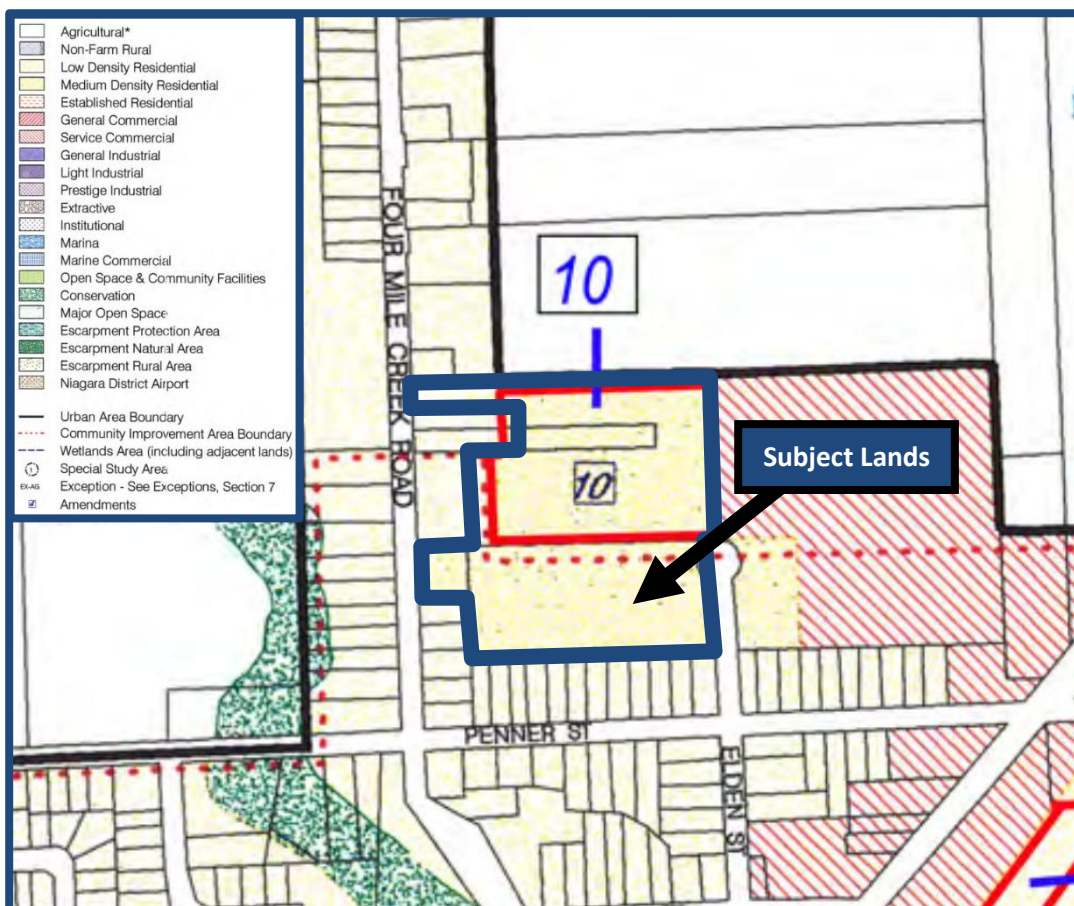 Agricultural*
Non-Farm Rural
Low Density Residential
Medium Density Residential
Established Residential
General Commercial
Service Commercial
General Industrial
Light Industrial
Prestige Industrial
Extractive
Institutional
Marina
Marine Commercial
Open Space & Community Facilities
Conservation
Major Open Space
Escarpment Protection Area
Escarpment Natural Area
Escarpment Rural Area
Niagara District Airport
Urban Area Boundary
Community Improvement Area Boundary
Wetlands Area (including adjacent lands)
Special Study Area
EX-AG Exception - See Exceptions, Section 7
Amendments
FOUR MILE CREEK ROAD
10
10
Subject Lands
PENNER ST
ELDEN ST